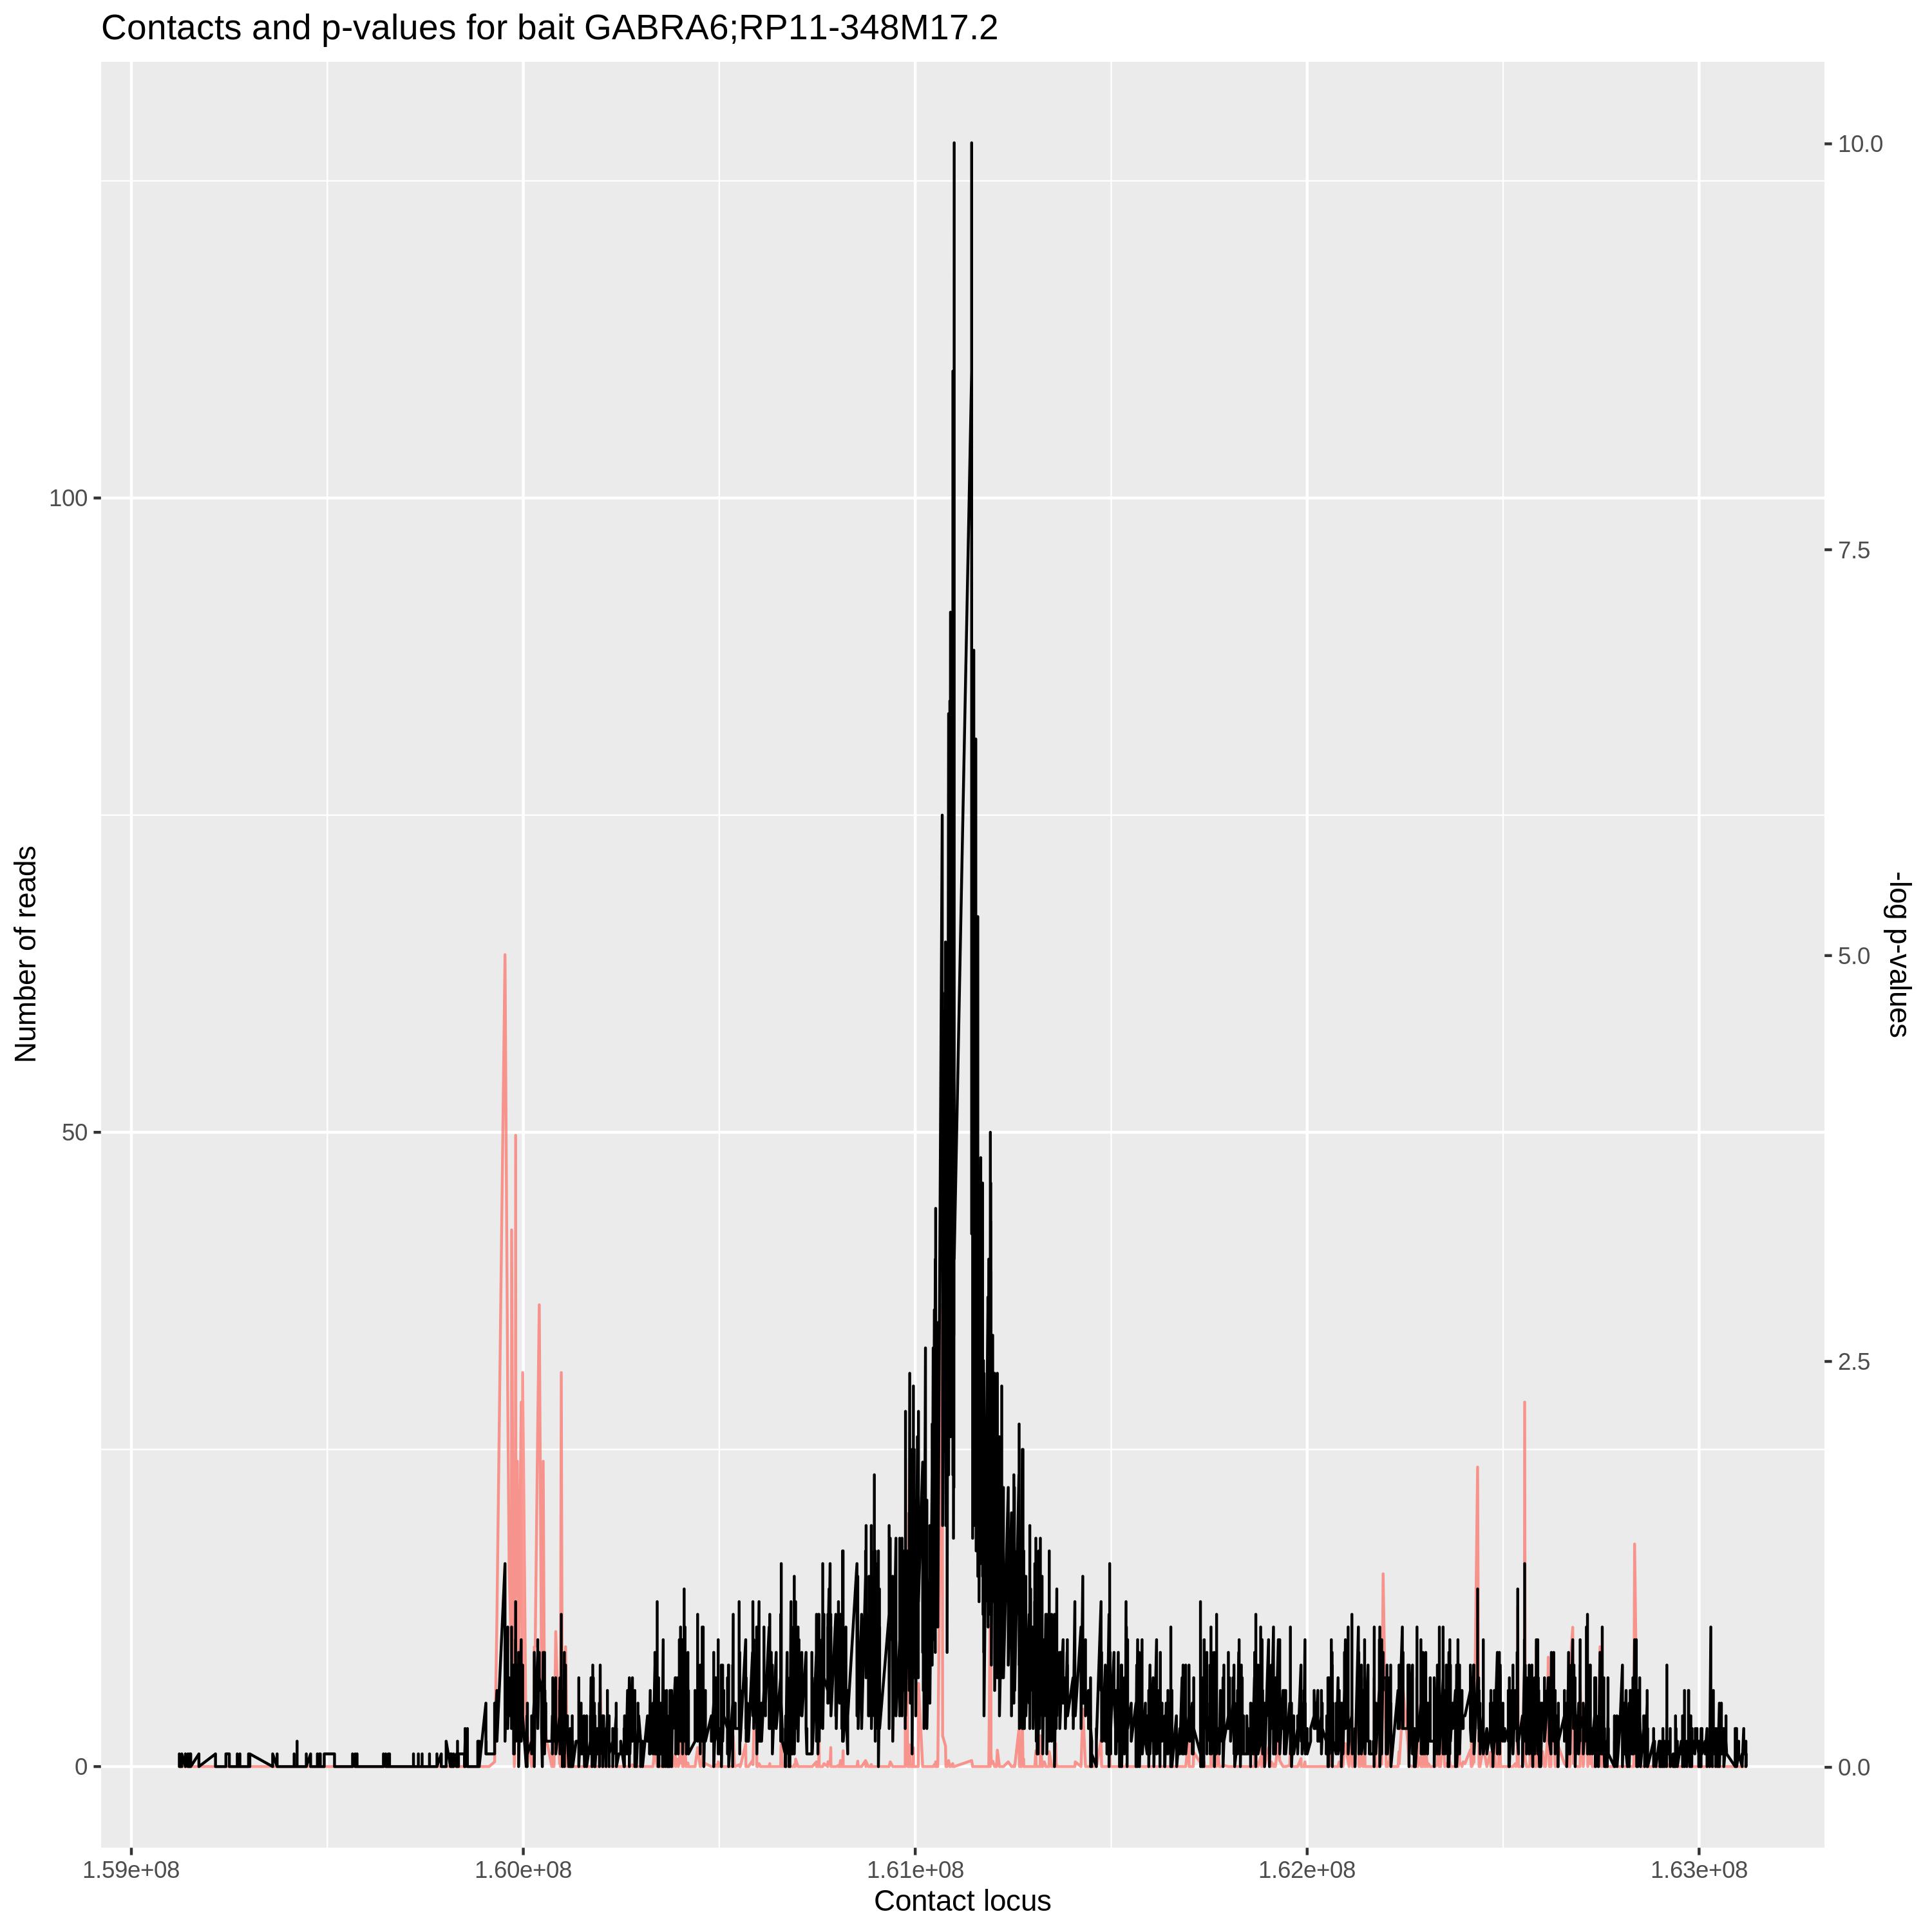 Contacts and p-values for bait GABRA6;RP11-348M17.2
Number of reads
100
50
0
10.0
7.5
5.0
2.5
0.0
-log p-values
1.59e+08 1.60e+08 1.61e+08 1.62e+08 1.63e+08
Contact locus